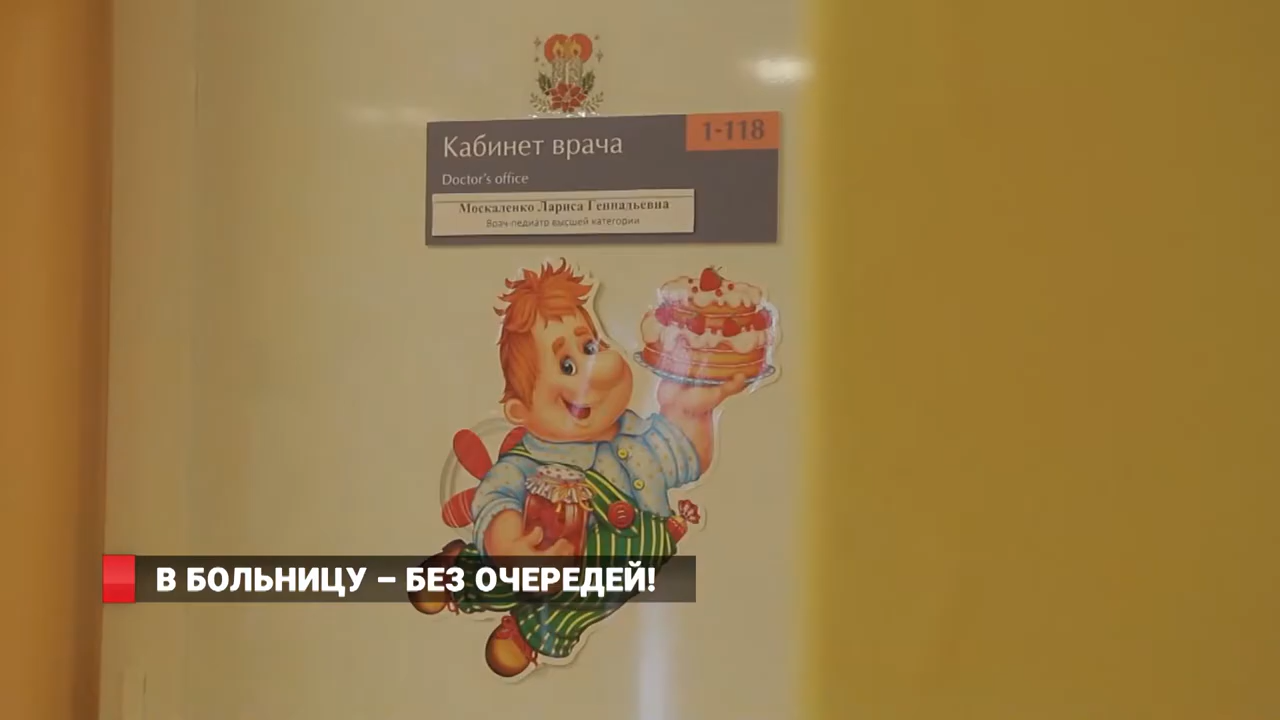 Кабинет врача
1-118
Doctor's office
Москаленко Лариса Геннадьевна
Врач-педиатр высшей категории
В БОЛЬНИЦУ – БЕЗ ОЧЕРЕДЕЙ!